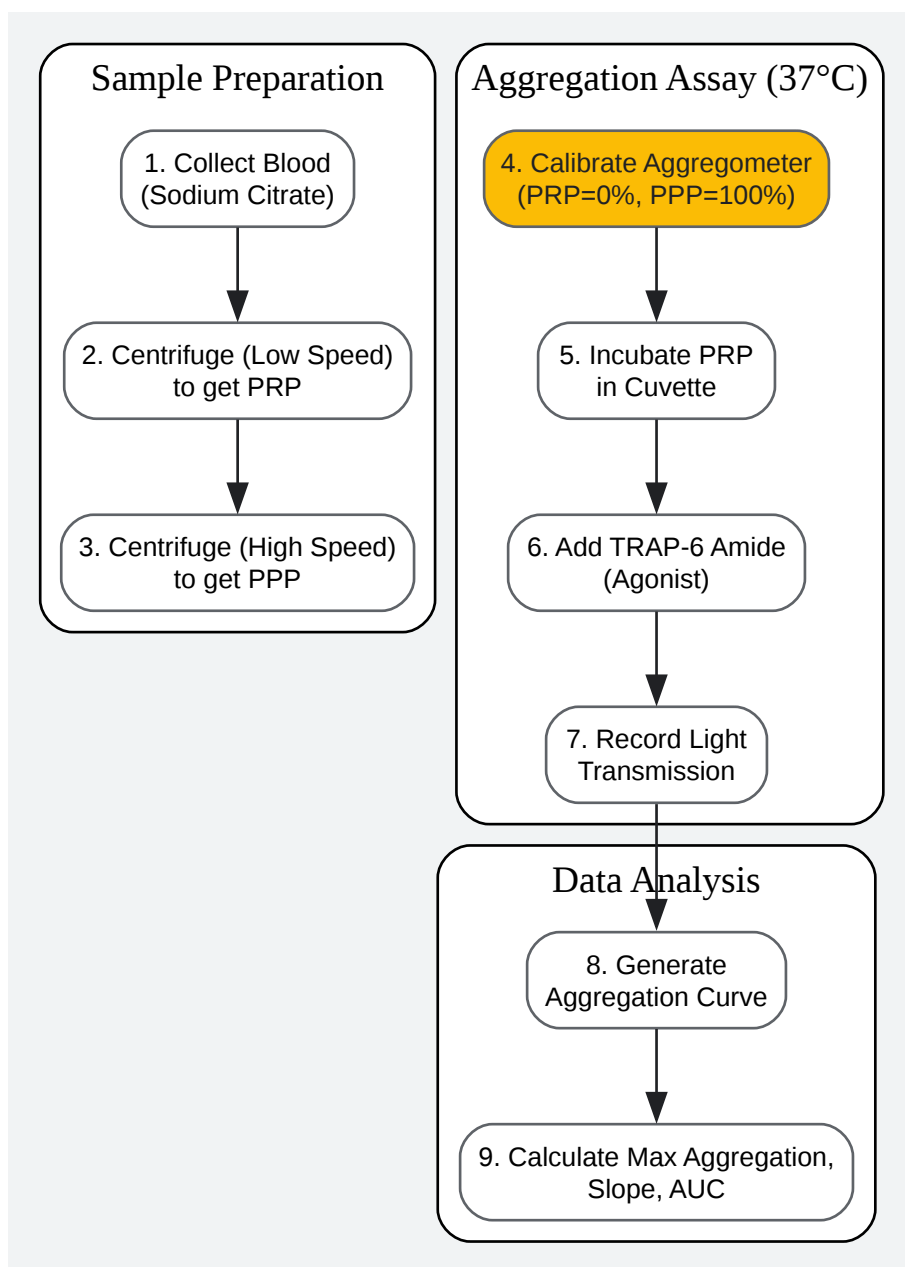 Sample Preparation
1. Collect Blood
(Sodium Citrate)
2. Centrifuge (Low Speed)
to get PRP
3. Centrifuge (High Speed)
to get PPP
Aggregation Assay (37°C)
4. Calibrate Aggregometer
(PRP=0%, PPP=100%)
5. Incubate PRP
in Cuvette
6. Add TRAP-6 Amide
(Agonist)
7. Record Light
Transmission
Data Analysis
8. Generate
Aggregation Curve
9. Calculate Max Aggregation,
Slope, AUC